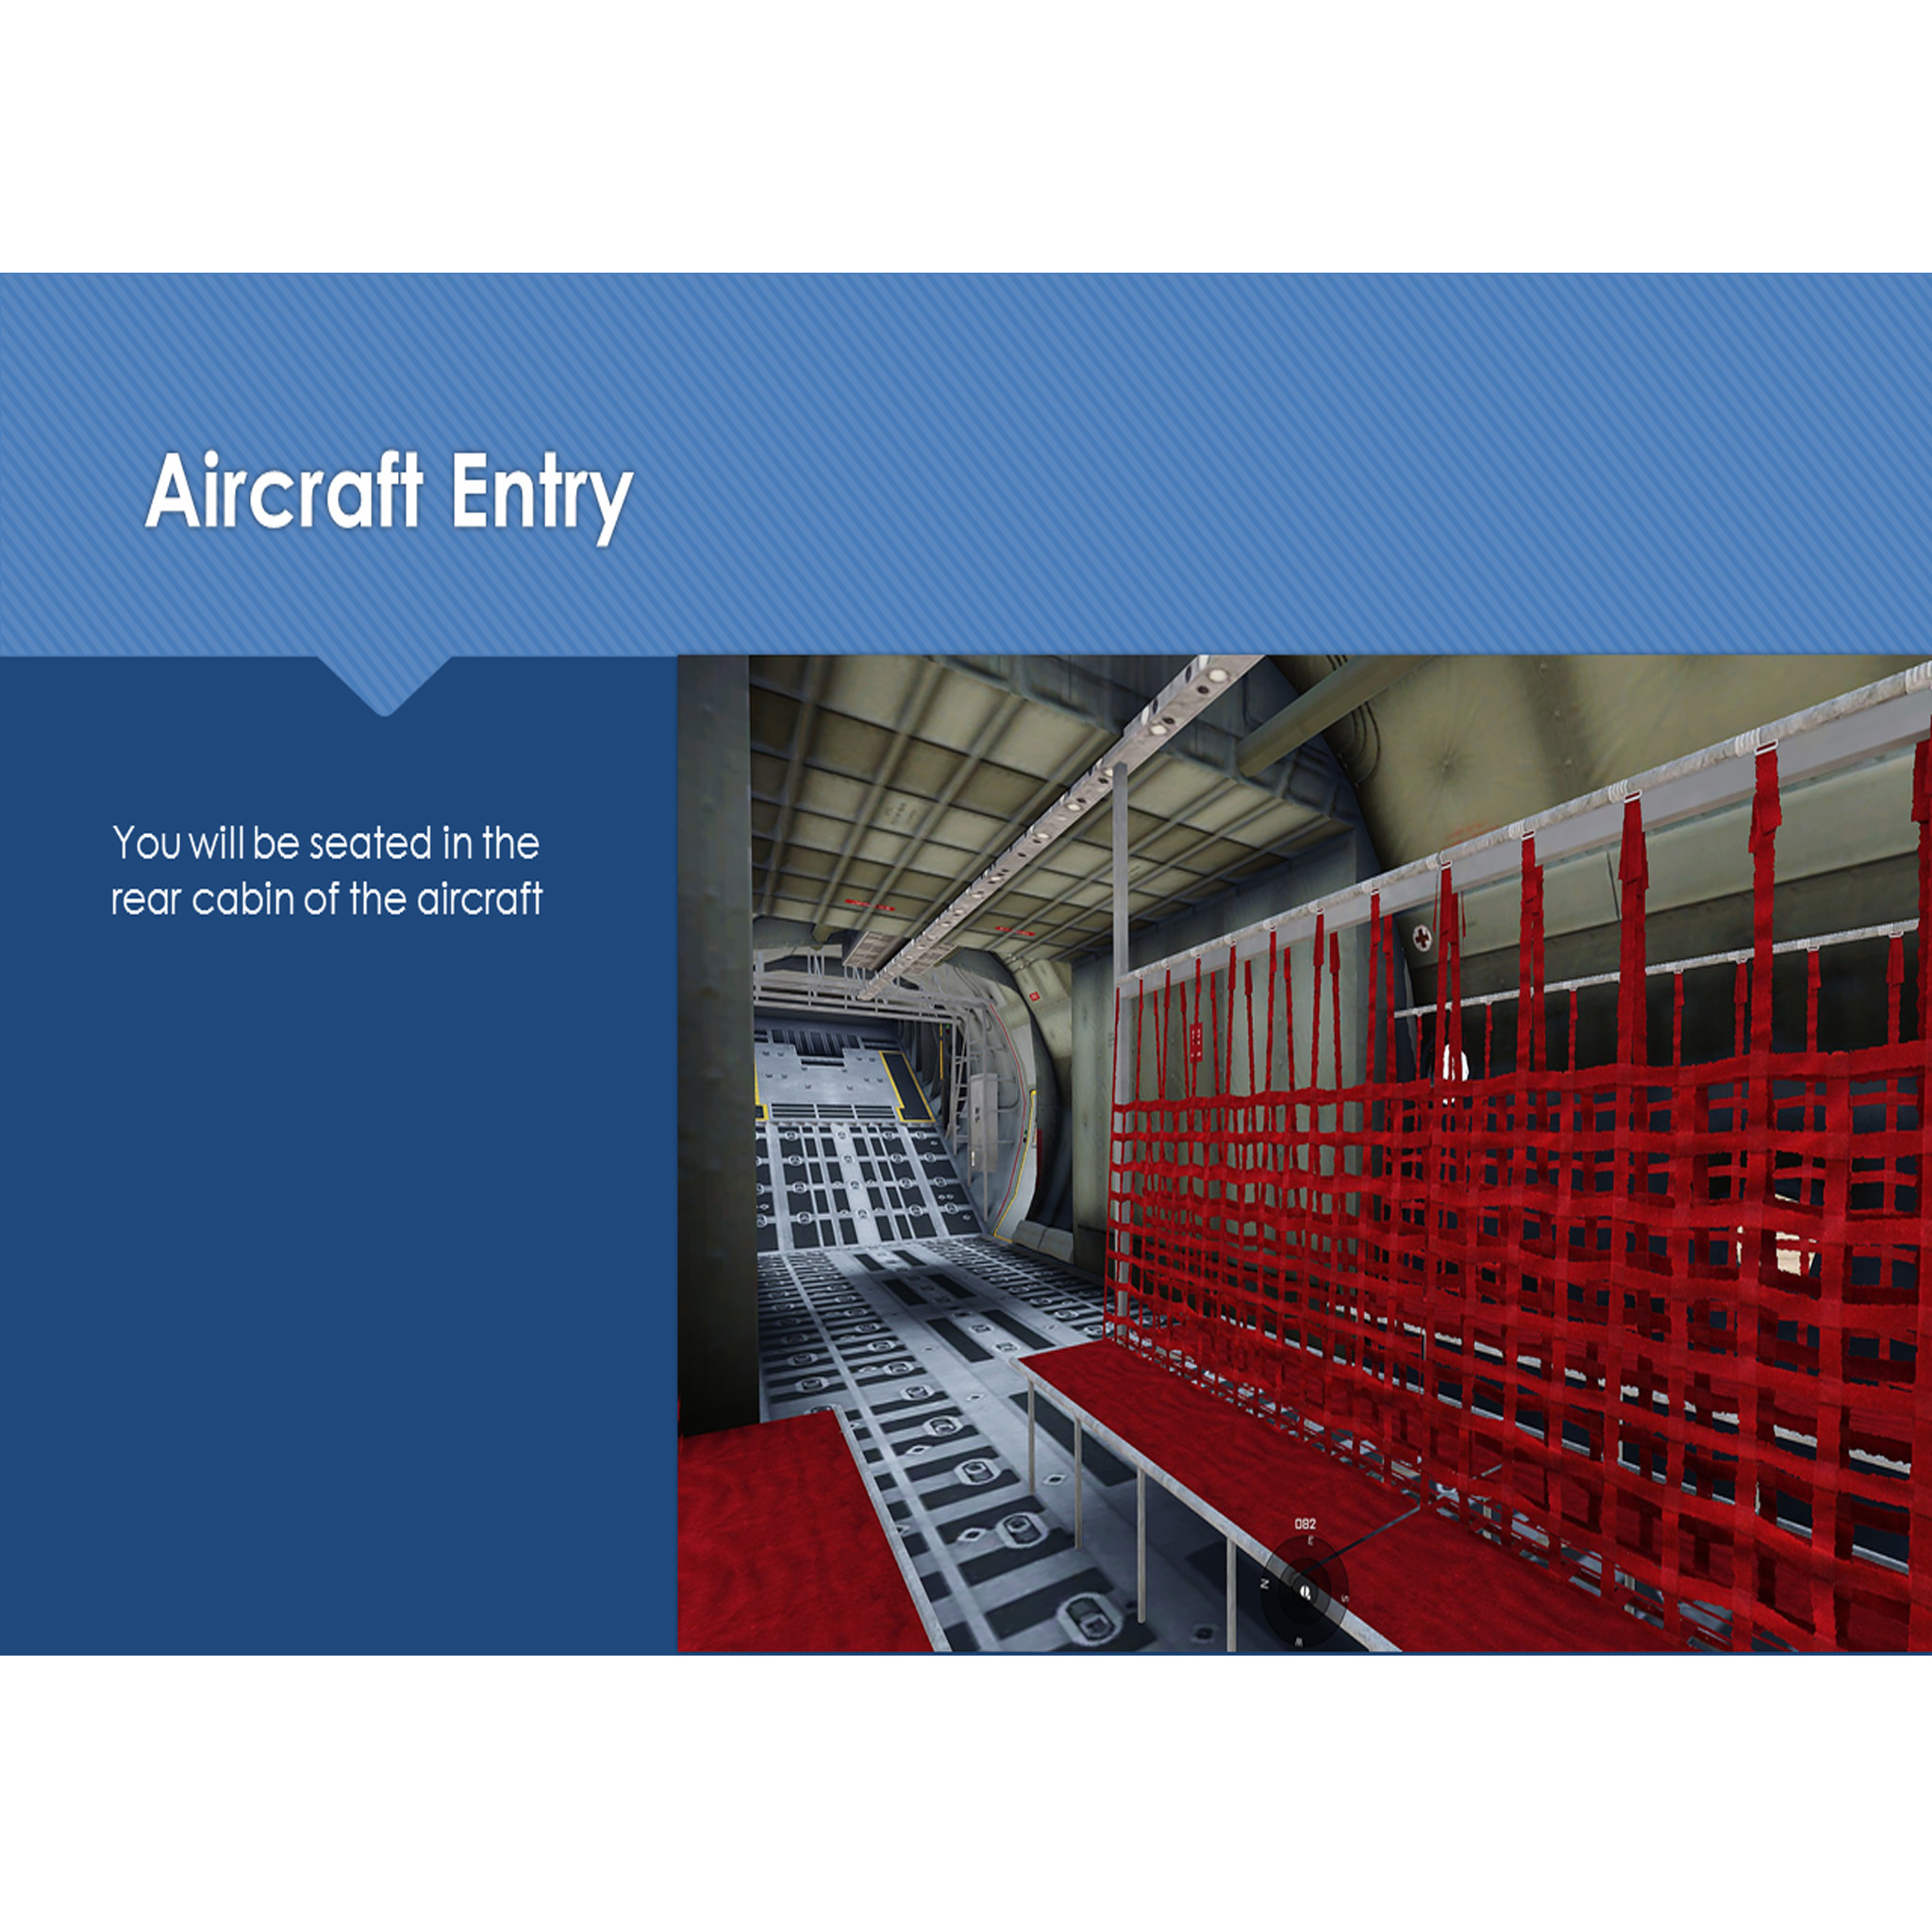 Aircraft Entry
You will be seated in the
rear cabin of the aircraft
082
N
S
W